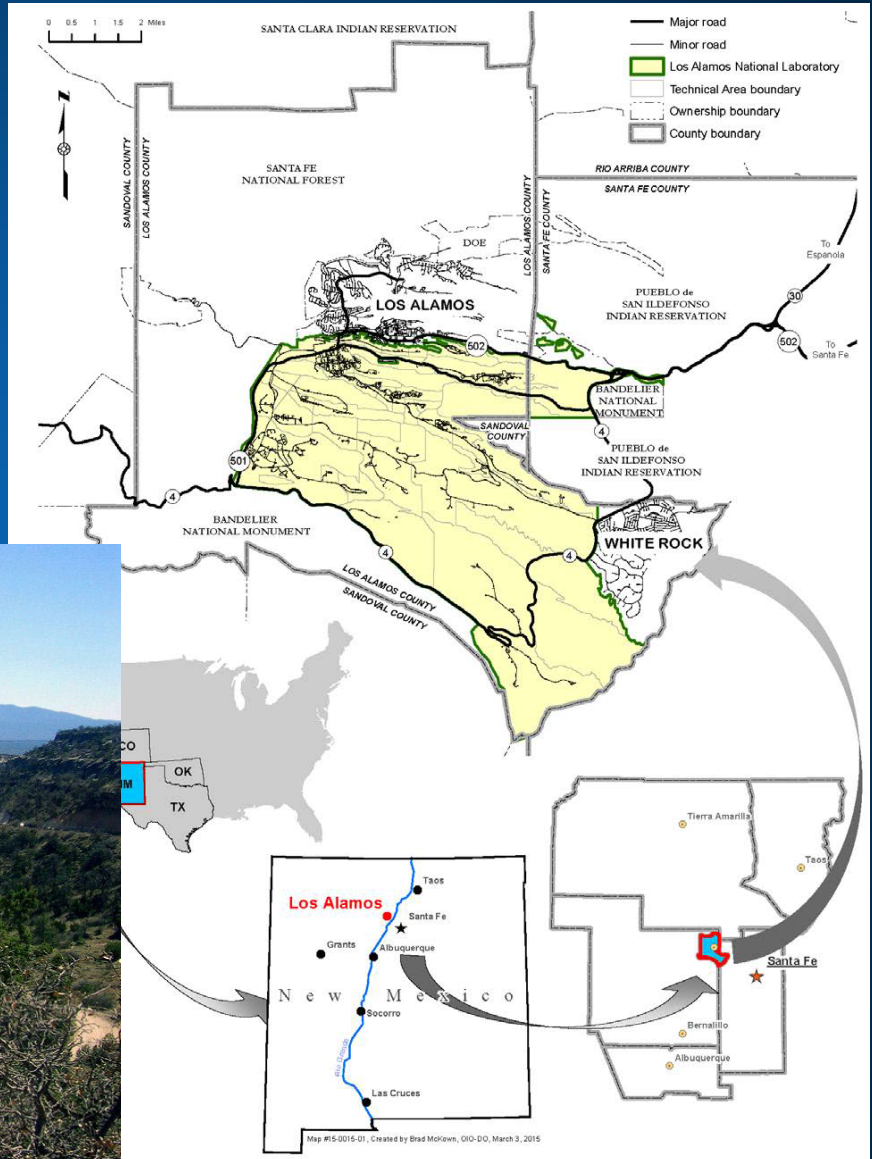 0 0.5 1 1.5 2 Miles
SANTA CLARA INDIAN RESERVATION
Major road
Minor road
Los Alamos National Laboratory
Technical Area boundary
Ownership boundary
County boundary
N
SANDOVAL COUNTY
LOS ALAMOS COUNTY
SANTA FE
NATIONAL FOREST
LOS ALAMOS COUNTY
SANTA FE COUNTY
RIO ARRIBA COUNTY
SANTA FE COUNTY
DOE
To
Espanola
LOS ALAMOS
PUEBLO de
SAN ILDEFONSO
INDIAN RESERVATION
30
502
502
To
Santa Fe
BANDELIER
NATIONAL
MONUMENT
SANDOVAL
COUNTY
4
PUEBLO de
SAN ILDEFONSO
INDIAN RESERVATION
501
4
BANDELIER
NATIONAL MONUMENT
WHITE ROCK
4
4
LOS ALAMOS COUNTY
SANDOVAL COUNTY
CO
NM
OK
TX
Tierra Amarilla
Taos
Taos
Los Alamos
Santa Fe
Grants
Albuquerque
Santa Fe
New Mexico
Socorro
Bernalillo
Rio Grande
Albuquerque
Las Cruces
Map #15-0015-01, Created by Brad McKown, OIO-DO, March 3, 2015